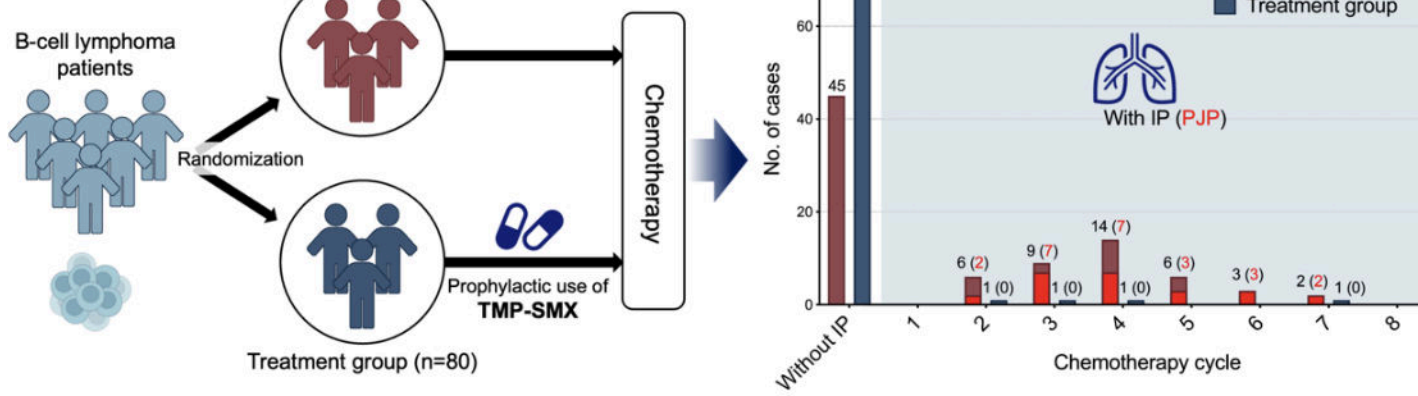 B-cell lymphoma
patients
Randomization
Prophylactic use of
TMP-SMX
Treatment group (n=80)
Chemotherapy
Treatment group
No. of cases
60
40
20
0
45
With IP (PJP)
6 (2)
1 (0)
9 (7)
1 (0)
14 (7)
1 (0)
6 (3)
3 (3)
2 (2)
1 (0)
Without IP
1
2
3
4
5
6
7
8
Chemotherapy cycle